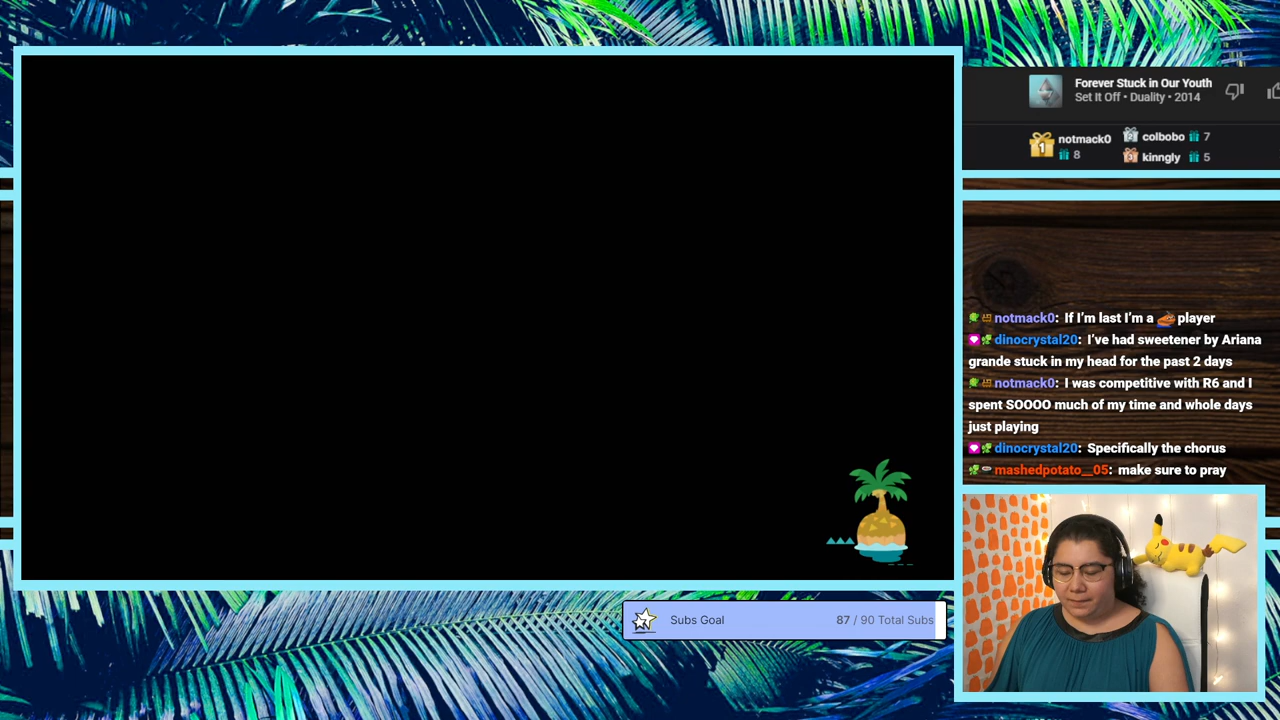 Forever Stuck in Our Youth
Set It Off • Duality • 2014
1 notmack0
8
2 colbobo 7
3 kinngly 5
notmack0: If I'm last I'm a player
dinocrystal20: I've had sweetener by Ariana
grande stuck in my head for the past 2 days
notmack0: I was competitive with R6 and I
spent SOOOO much of my time and whole days
just playing
dinocrystal20: Specifically the chorus
mashedpotato__05: make sure to pray
Subs Goal 87 / 90 Total Subs